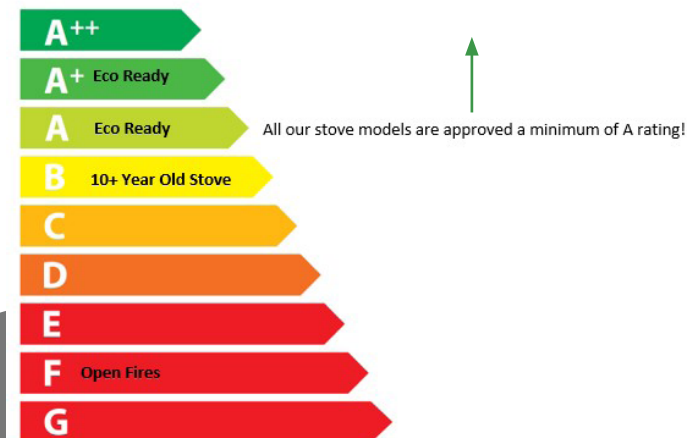 A++
A+ Eco Ready
A Eco Ready All our stove models are approved a minimum of A rating!
B 10+ Year Old Stove
C
D
E
F Open Fires
G